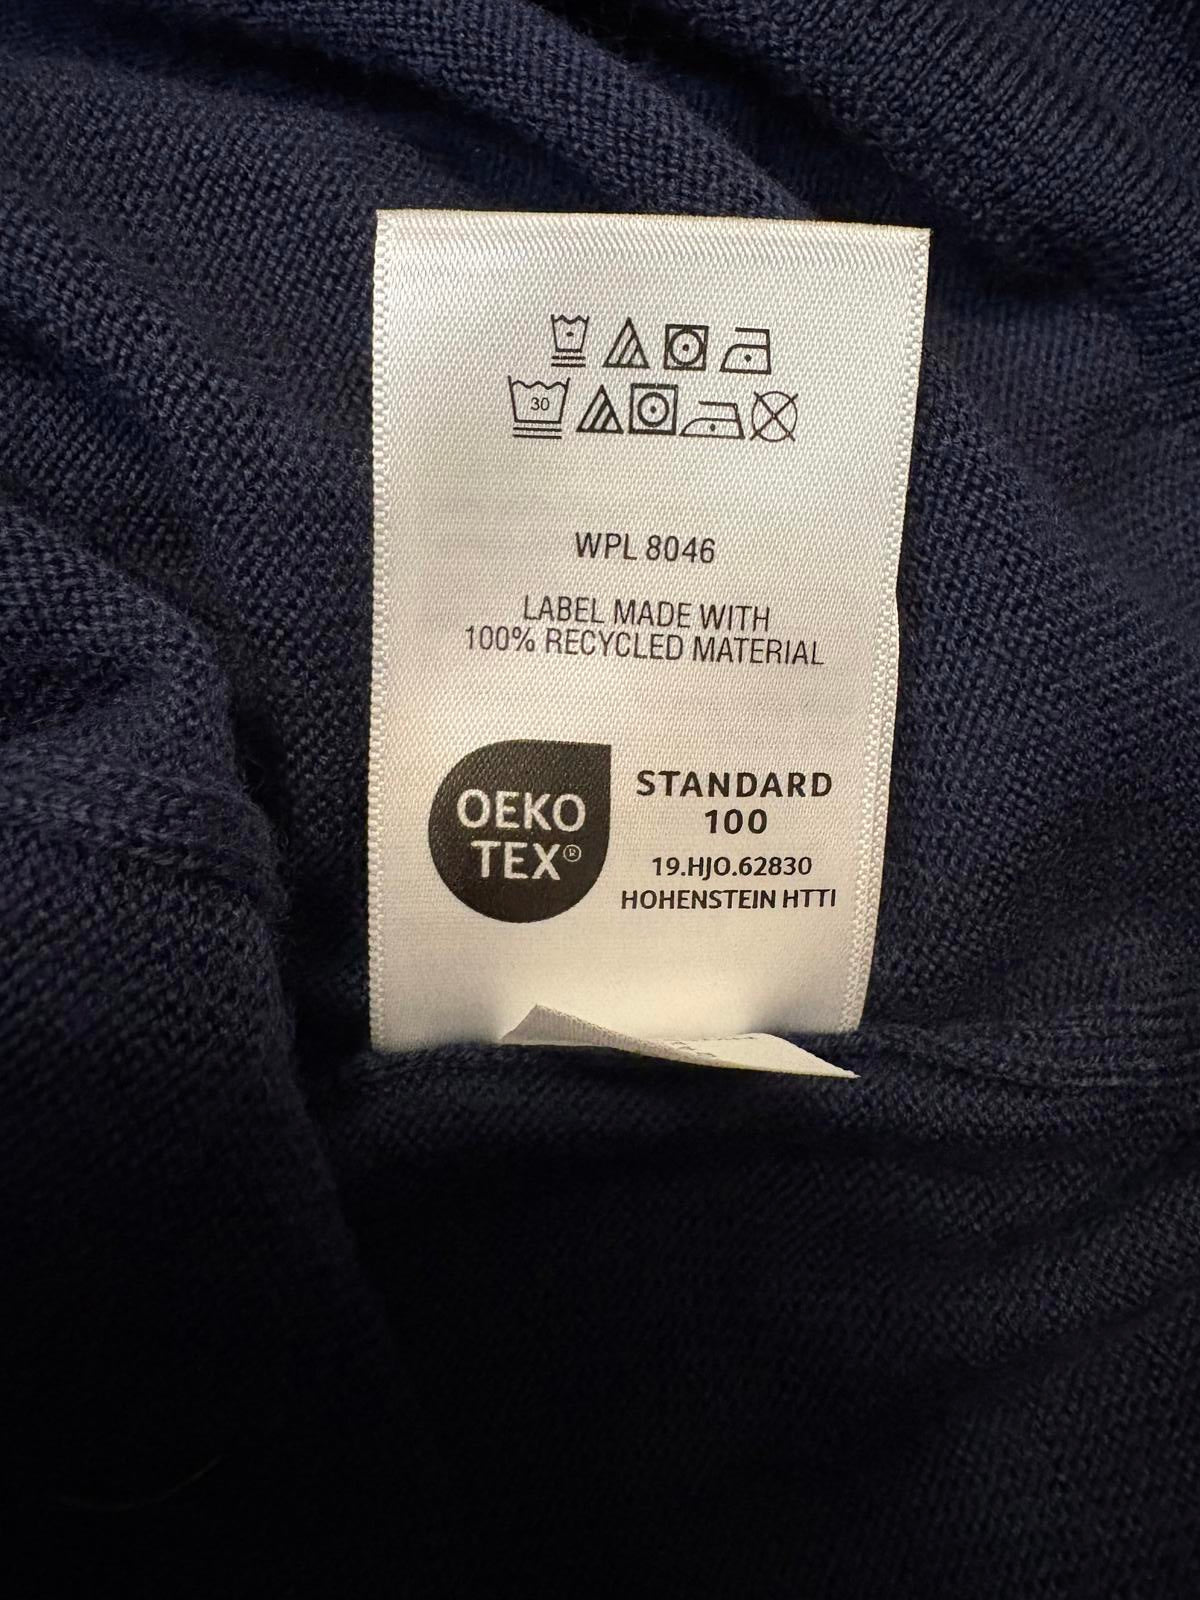 30
WPL 8046
LABEL MADE WITH
100% RECYCLED MATERIAL
OEKO
TEX®
STANDARD
100
19.HJO.62830
HOHENSTEIN HTTI